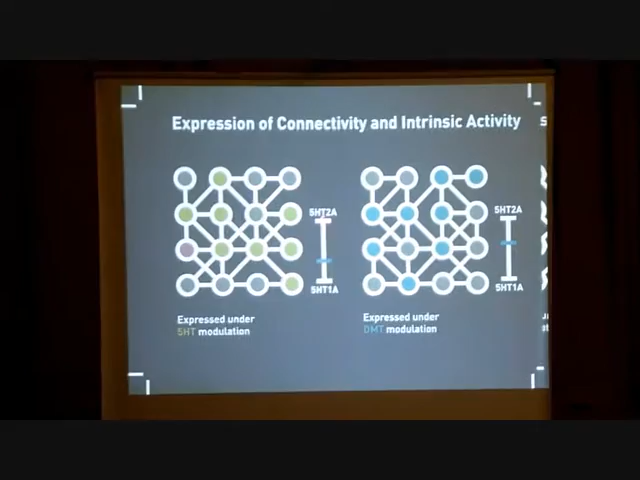 Expression of Connectivity and Intrinsic Activity
5HT2A
5HT1A
Expressed under
5HT modulation
5HT2A
5HT1A
Expressed under
DMT modulation